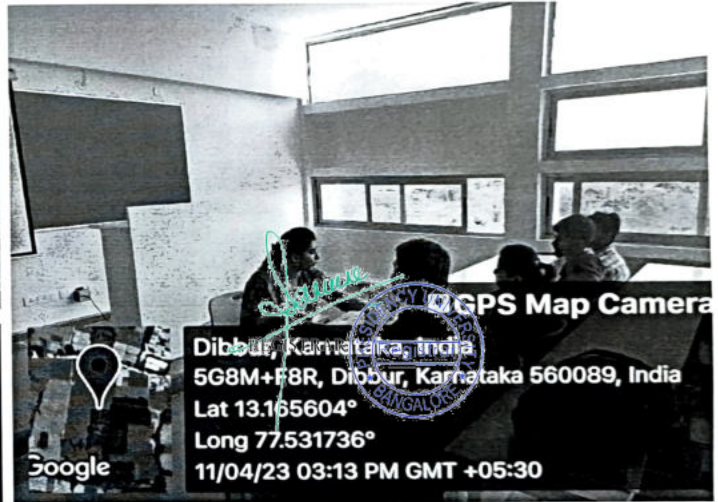 GPS Map Camera
Dibbur, Karnataka, India
5G8M+F8R, Dibbur, Karnataka 560089, India
Lat 13.165604°
Long 77.531736°
11/04/23 03:13 PM GMT +05:30
Google
BANGALORE